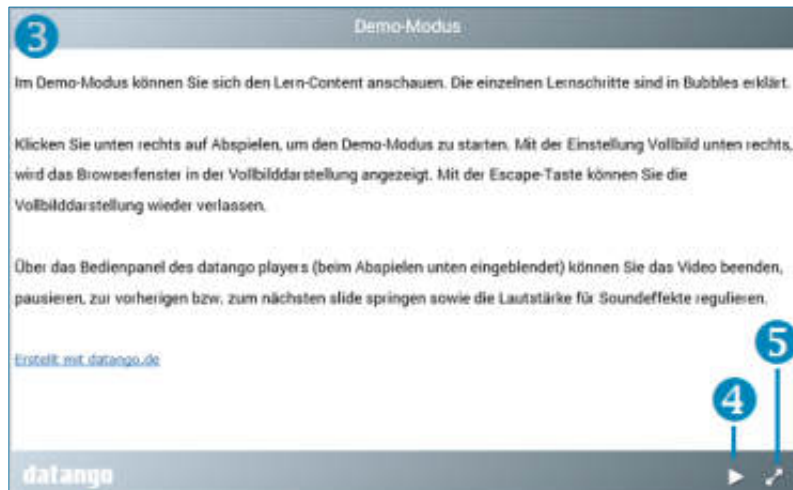 3
Demo-Modus
Im Demo-Modus können Sie sich den Lern-Content anschauen. Die einzelnen Lernschritte sind in Bubbles erklärt.
Klicken Sie unten rechts auf Abspielen, um den Demo-Modus zu starten. Mit der Einstellung Vollbild unten rechts,
wird das Browserfenster in der Vollbilddarstellung angezeigt. Mit der Escape-Taste können Sie die
Vollbilddarstellung wieder verlassen.
Über das Bedienpanel des datango players (beim Abspielen unten eingeblendet) können Sie das Video beenden,
pausieren, zur vorherigen bzw. zum nächsten slide springen sowie die Lautstärke für Soundeffekte regulieren.
Erstellt mit datango.de
5
4
datango